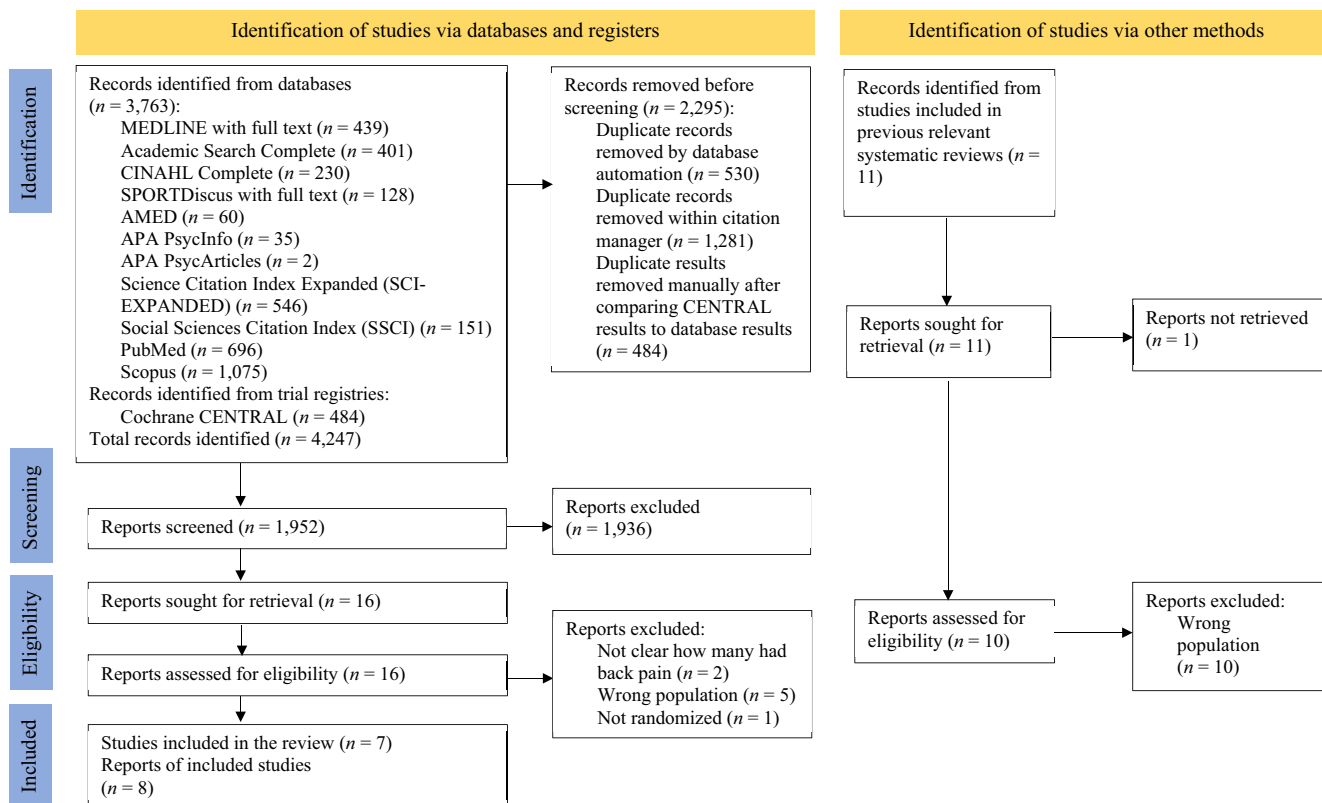 Identification of studies via databases and registers
Identification of studies via other methods
Identification
Records identified from databases
(n = 3,763):
MEDLINE with full text (n = 439)
Academic Search Complete (n = 401)
CINAHL Complete (n = 230)
SPORTDiscus with full text (n = 128)
AMED (n = 60)
APA PsycInfo (n = 35)
APA PsycArticles (n = 2)
Science Citation Index Expanded (SCI-
EXPANDED) (n = 546)
Social Sciences Citation Index (SSCI) (n = 151)
PubMed (n = 696)
Scopus (n = 1,075)
Records identified from trial registries:
Cochrane CENTRAL (n = 484)
Total records identified (n = 4,247)
Records removed before
screening (n = 2,295):
Duplicate records
removed by database
automation (n = 530)
Duplicate records
removed within citation
manager (n = 1,281)
Duplicate results
removed manually after
comparing CENTRAL
results to database results
(n = 484)
Records identified from
studies included in
previous relevant
systematic reviews (n =
11)
Reports sought for
retrieval (n = 11)
Reports not retrieved
(n = 1)
Screening
Reports screened (n = 1,952)
Reports excluded
(n = 1,936)
Eligibility
Reports sought for retrieval (n = 16)
Reports assessed for eligibility (n = 16)
Reports excluded:
Not clear how many had
back pain (n = 2)
Wrong population (n = 5)
Not randomized (n = 1)
Reports assessed for
eligibility (n = 10)
Reports excluded:
Wrong
population
(n = 10)
Included
Studies included in the review (n = 7)
Reports of included studies
(n = 8)